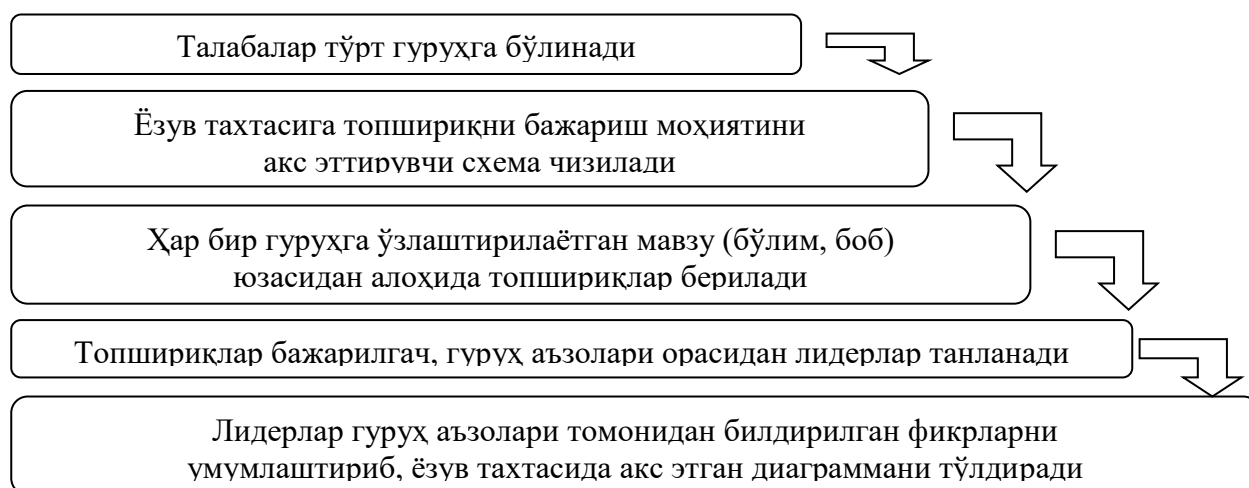 Талабалар тўрт гуруҳга бўлинади
Ёзув тахтасига топшириқни бажариш моҳиятини
акс эттирувчи схема чизилади
Ҳар бир гуруҳга ўзлаштирилаётган мавзу (бўлим, боб)
юзасидан алоҳида топшириқлар берилади
Топшириқлар бажарилгач, гуруҳ аъзолари орасидан лидерлар танланади
Лидерлар гуруҳ аъзолари томонидан билдирилган фикрларни
умумлаштириб, ёзув тахтасида акс этган диаграммани тўлдиради